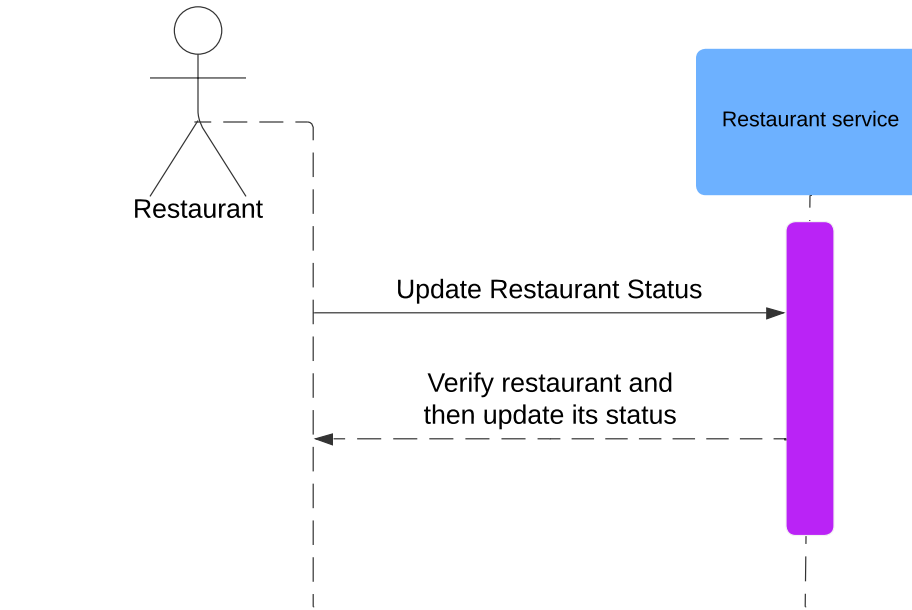 Restaurant service
Restaurant
Update Restaurant Status
Verify restaurant and
then update its status